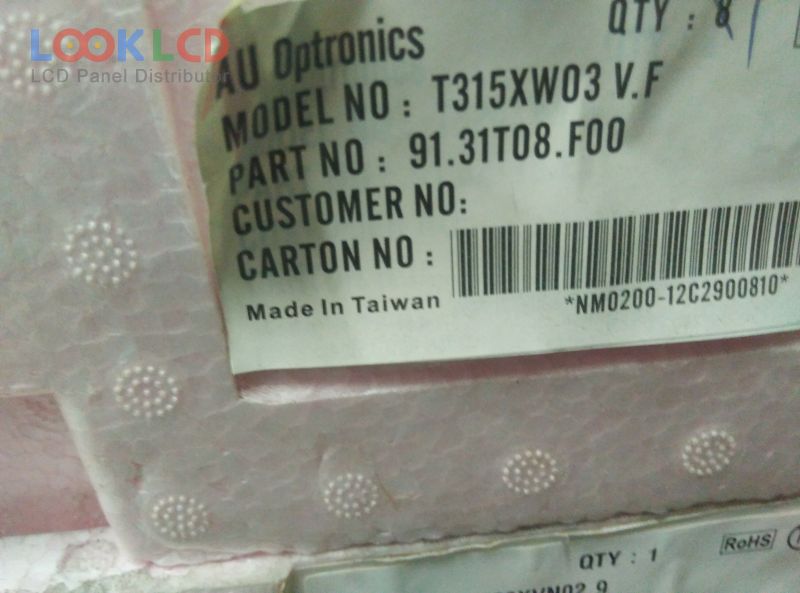 LOOK LCD
LCD Panel Distributor
QTY : 8
AU Optronics
MODEL NO : T315XW03 V.F
PART NO : 91.31T08.F00
CUSTOMER NO:
CARTON NO :
*NM0200-12C2900810*
Made In Taiwan
QTY : 1
RoHS